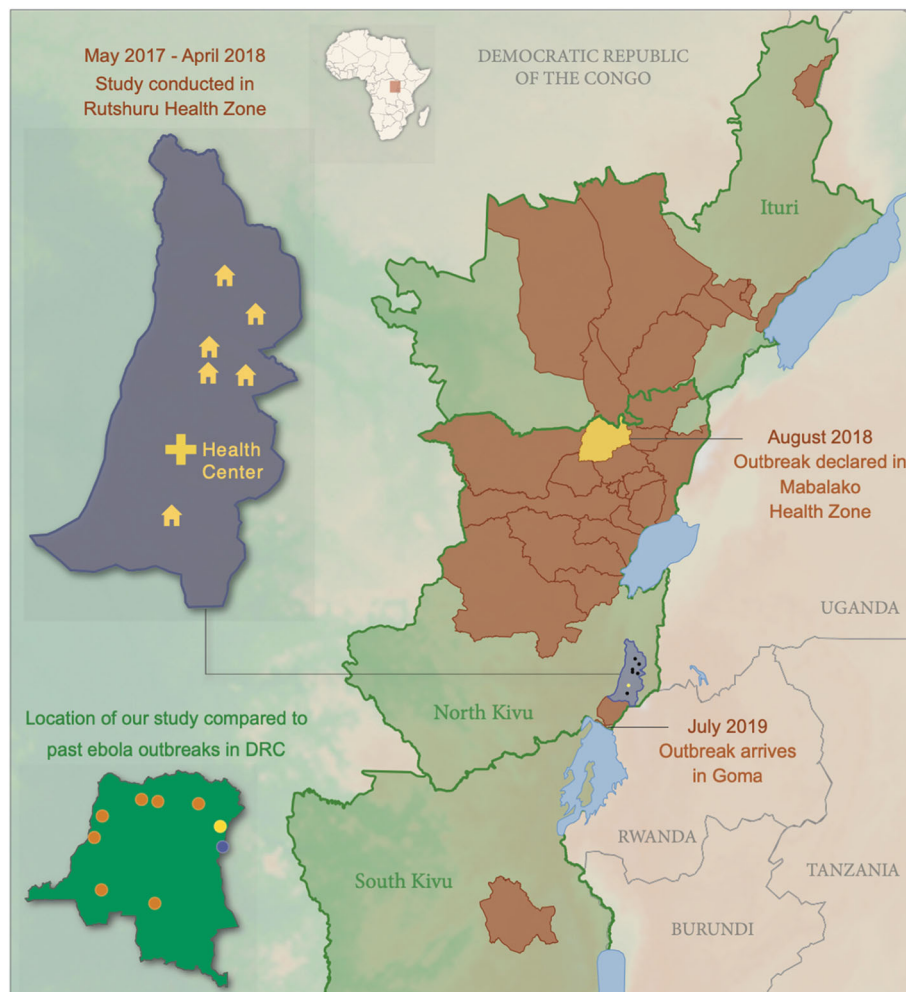 May 2017 - April 2018
Study conducted in
Rutshuru Health Zone
DEMOCRATIC REPUBLIC
OF THE CONGO
Ituri
Health
Center
August 2018
Outbreak declared in
Mabalako
Health Zone
UGANDA
North Kivu
July 2019
Outbreak arrives
in Goma
Location of our study compared to
past ebola outbreaks in DRC
RWANDA
TANZANIA
South Kivu
BURUNDI